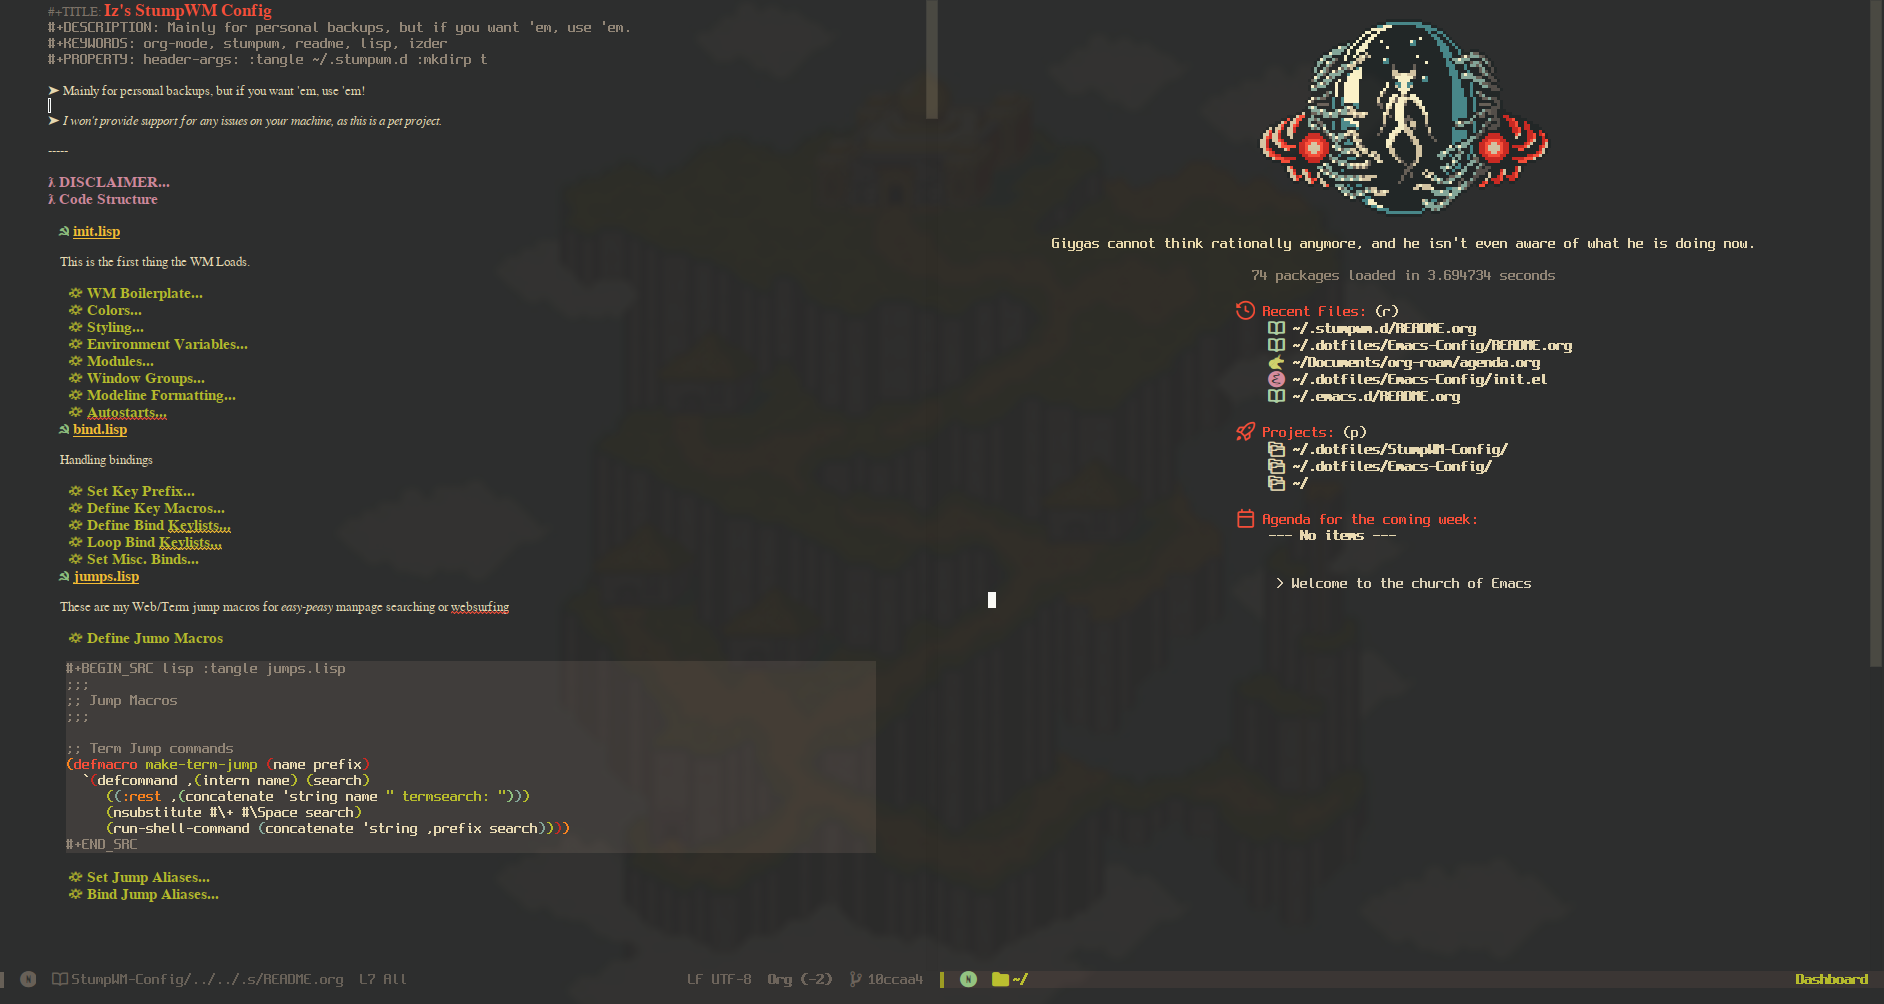 #+TITLE: Iz's StumpWM Config
#+DESCRIPTION: Mainly for personal backups, but if you want 'em, use 'em.
#+KEYWORDS: org-mode, stumpwm, readme, lisp, izder
#+PROPERTY: header-args: :tangle ~/.stumpwm.d :mkdirp t
➤ Mainly for personal backups, but if you want 'em, use 'em!
➤ I won't provide support for any issues on your machine, as this is a pet project.
-----
λ DISCLAIMER...
λ Code Structure
init.lisp
This is the first thing the WM Loads.
WM Boilerplate...
Colors...
Styling...
Environment Variables...
Modules...
Window Groups...
Modeline Formatting...
Autostarts...
bind.lisp
Handling bindings
Set Key Prefix...
Define Key Macros...
Define Bind Keylists...
Loop Bind Keylists...
Set Misc. Binds...
jumps.lisp
These are my Web/Term jump macros for easy-peasy manpage searching or websurfing
Define Jumo Macros
#+BEGIN_SRC lisp :tangle jumps.lisp
;;;
;; Jump Macros
;;;
;; Term Jump commands
(defmacro make-term-jump (name prefix)
`(defcommand ,(intern name) (search)
((:rest ,(concatenate 'string name " termsearch: ")))
(nsubstitute #\+ #\Space search)
(run-shell-command (concatenate 'string ,prefix search))))
#+END_SRC
Set Jump Aliases...
Bind Jump Aliases...
N StumpWM-Config/../../.s/README.org L7 All LF UTF-8 Org (-2) 10ccaa4
Giygas cannot think rationally anymore, and he isn't even aware of what he is doing now.
74 packages loaded in 3.694734 seconds
Recent Files: (r)
~/.stumpwm.d/README.org
~/.dotfiles/Emacs-Config/README.org
~/Documents/org-roam/agenda.org
~/.dotfiles/Emacs-Config/init.el
~/.emacs.d/README.org
Projects: (p)
~/.dotfiles/StumpWM-Config/
~/.dotfiles/Emacs-Config/
~/
Agenda for the coming week:
--- No items ---
> Welcome to the church of Emacs
N ~/ Dashboard